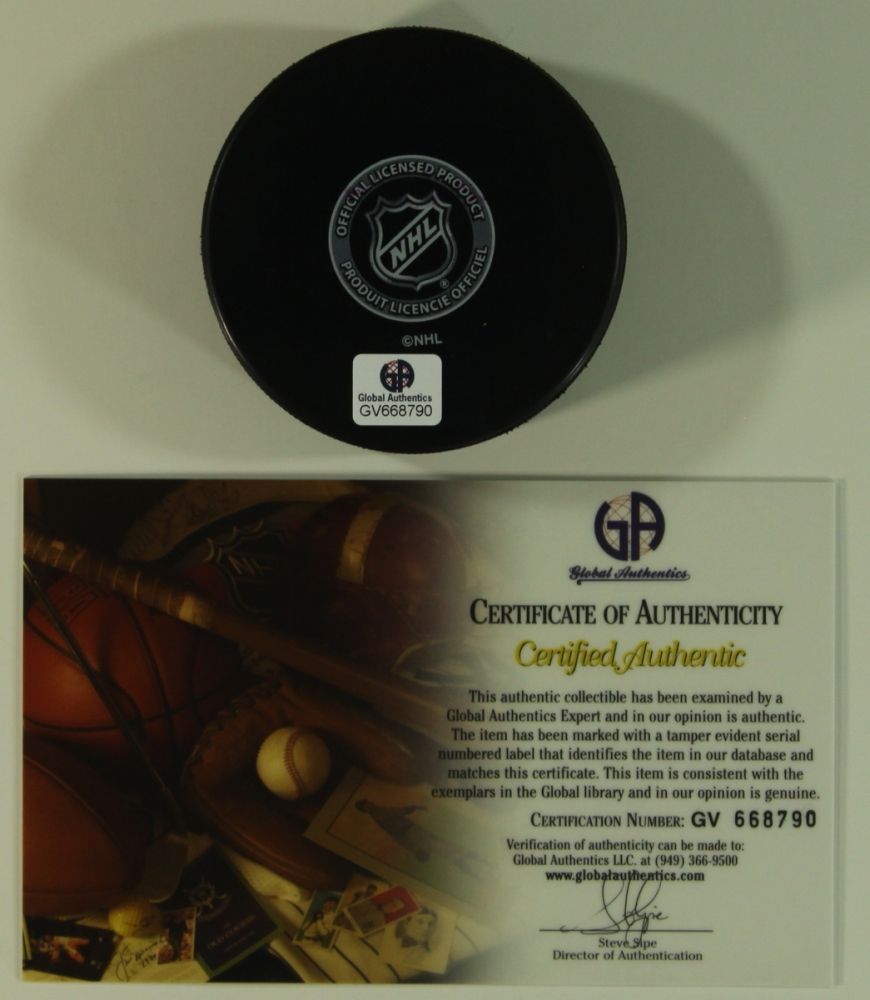 OFFICIAL LICENSED PRODUCT
NHL
®
PRODUIT LICENCIE OFFICIEL
©NHL
GA
Global Authentics
GV668790
GA
Global Authentics
CERTIFICATE OF AUTHENTICITY
Certified Authentic
This authentic collectible has been examined by a
Global Authentics Expert and in our opinion is authentic.
The item has been marked with a tamper evident serial
numbered label that identifies the item in our database and
matches this certificate. This item is consistent with the
exemplars in the Global library and in our opinion is genuine.
CERTIFICATION NUMBER: GV 668790
Verification of authenticity can be made to:
Global Authentics LLC. at (949) 366-9500
www.globalauthentics.com
Steve Sipe
Director of Authentication